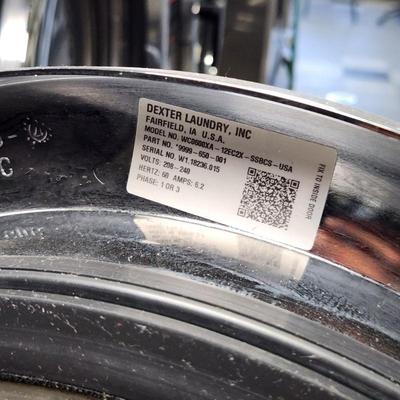 DEXTER LAUNDRY, INC
FAIRFIELD, IA U.S.A.
MODEL NO. WC0600XA-12EC2X-SSBCS-USA
PART NO. *9999-650-001
SERIAL NO. W1.18236.015
VOLTS: 208-240
HERTZ: 60 AMPS: 6.2
PHASE: 1 OR 3
FIX TO INSIDE DOOR
C